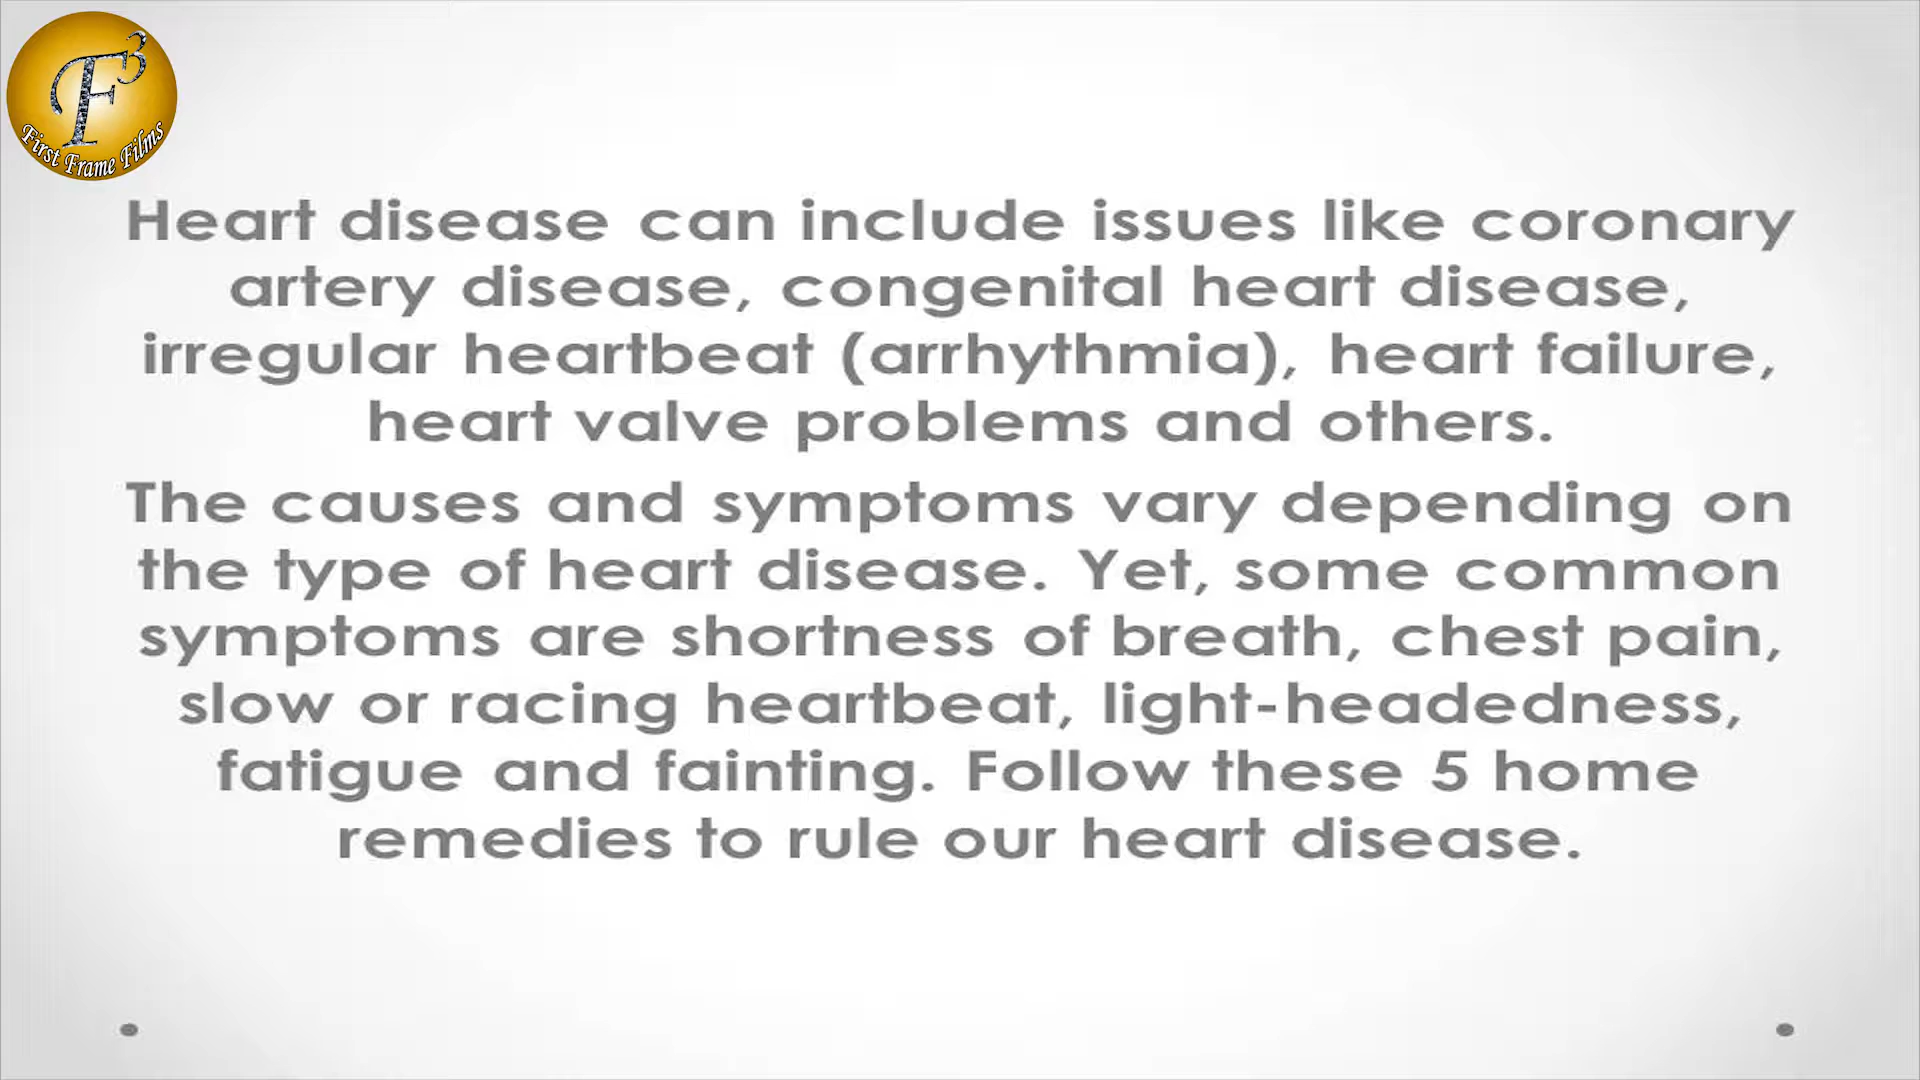 F3
First Frame Films
Heart disease can include issues like coronary
artery disease, congenital heart disease,
irregular heartbeat (arrhythmia), heart failure,
heart valve problems and others.
The causes and symptoms vary depending on
the type of heart disease. Yet, some common
symptoms are shortness of breath, chest pain,
slow or racing heartbeat, light-headedness,
fatigue and fainting. Follow these 5 home
remedies to rule our heart disease.